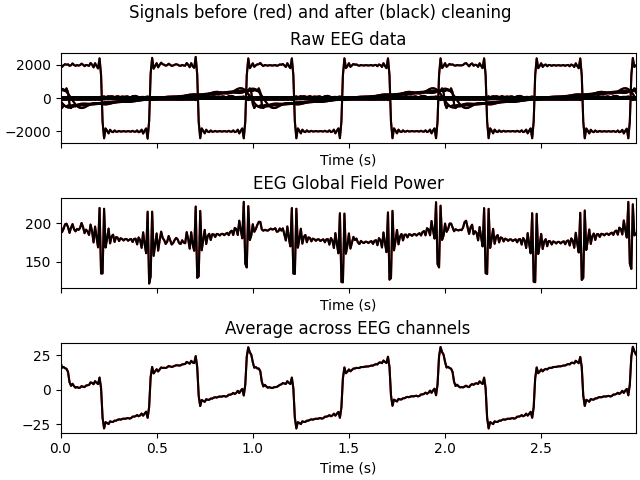 Signals before (red) and after (black) cleaning
Raw EEG data
2000
0
−2000
Time (s)
EEG Global Field Power
200
150
Time (s)
Average across EEG channels
25
0
−25
0.0 0.5 1.0 1.5 2.0 2.5
Time (s)